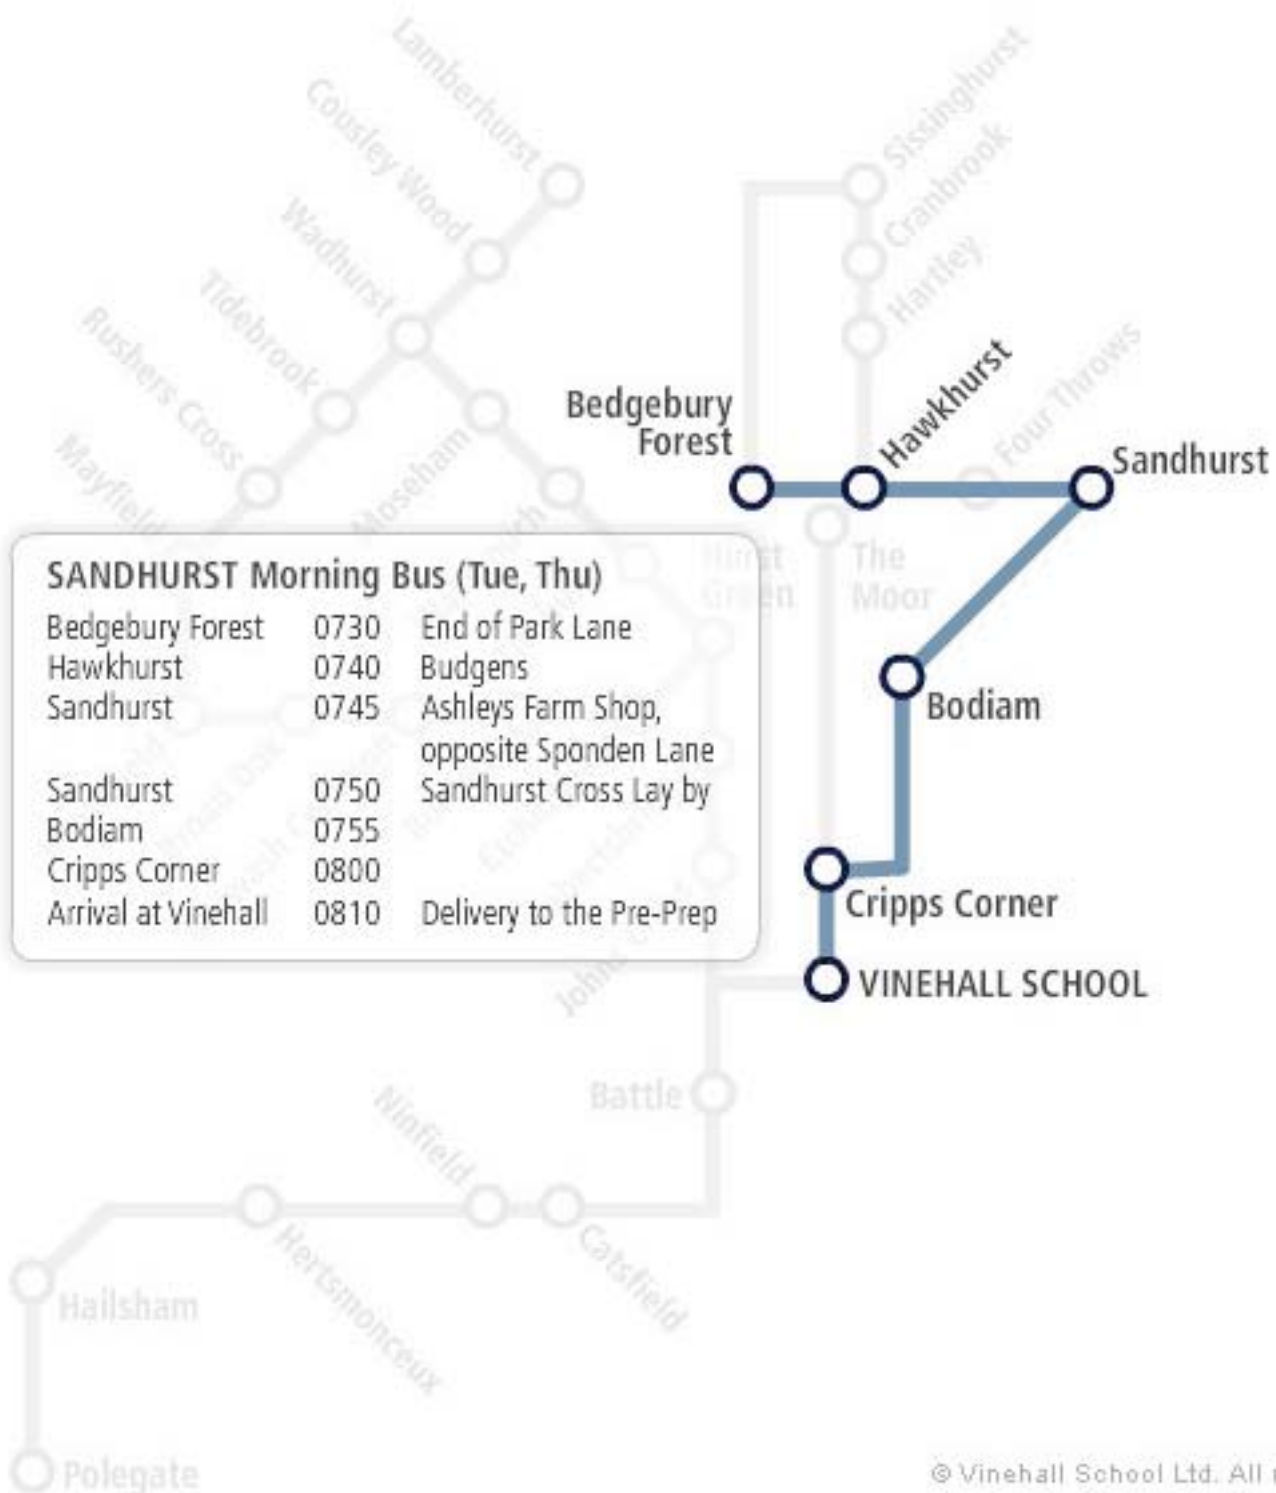 Lamberhurst
Cousley Wood
Wadhurst
Tidebrook
Rushers Cross
Mayfield
Sissinghurst
Cranbrook
Hartley
Hawkhurst
Four Throws
Bedgebury
Forest
Sandhurst
Moseham
Hurst
Green
The
Moor
SANDHURST Morning Bus (Tue, Thu)
Bedgebury Forest 0730 End of Park Lane
Hawkhurst 0740 Budgens
Sandhurst 0745 Ashleys Farm Shop,
opposite Sponden Lane
Sandhurst 0750 Sandhurst Cross Lay by
Bodiam 0755
Cripps Corner 0800
Arrival at Vinehall 0810 Delivery to the Pre-Prep
Bodiam
Cripps Corner
VINEHALL SCHOOL
Johns
Battle
Ninfield
Catsfield
Hertsmonceux
Hailsham
Polegate
© Vinehall School Ltd. All